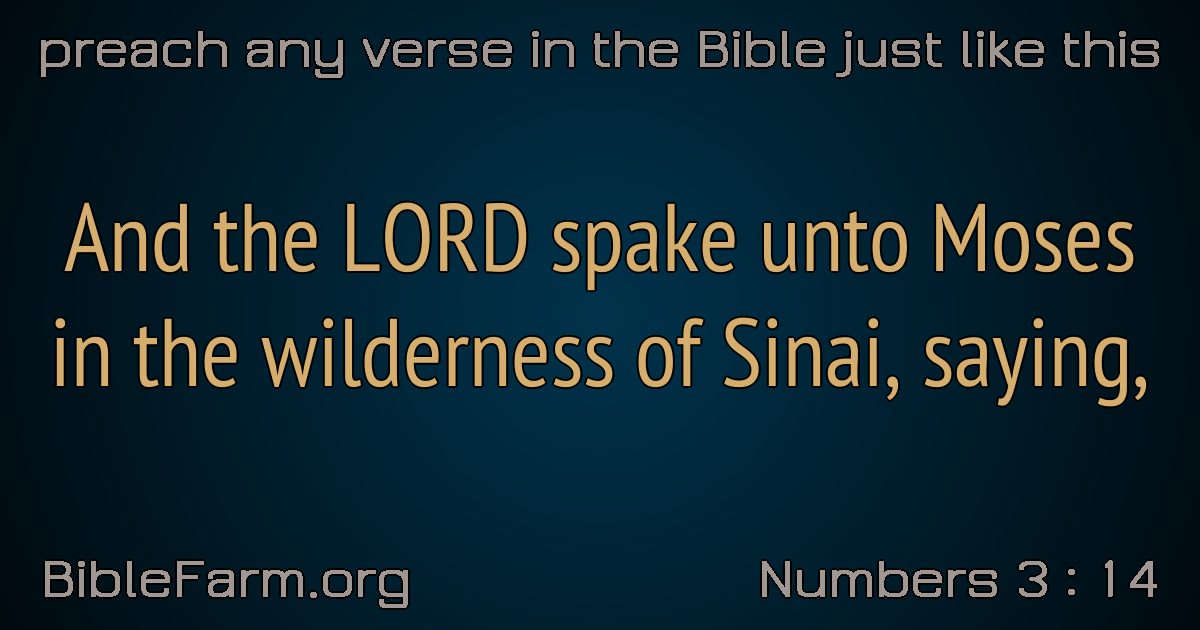 preach any verse in the Bible just like this
And the LORD spake unto Moses
in the wilderness of Sinai, saying,
BibleFarm.org
Numbers 3 : 14